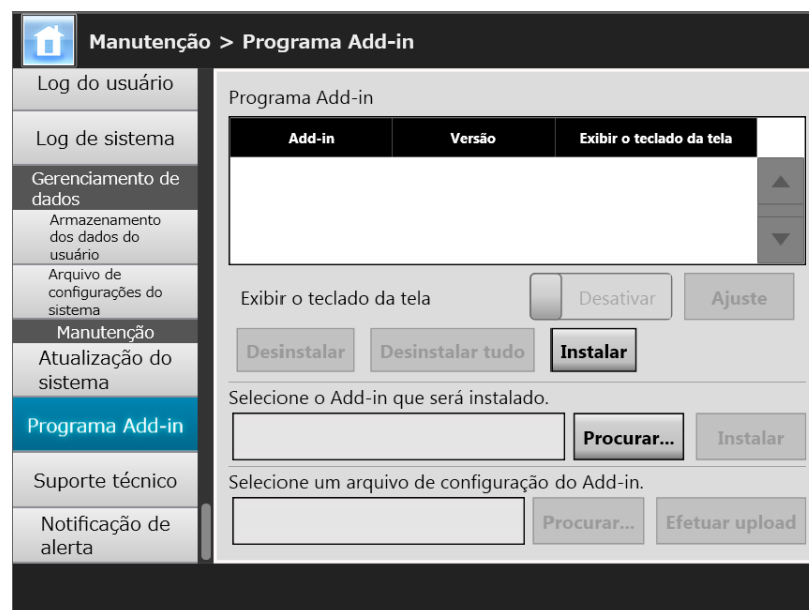 Manutenção > Programa Add-in
Log do usuário
Log de sistema
Gerenciamento de
dados
Armazenamento
dos dados do
usuário
Arquivo de
configurações do
sistema
Manutenção
Atualização do
sistema
Programa Add-in
Suporte técnico
Notificação de
alerta
Programa Add-in
Add-in Versão Exibir o teclado da tela
Exibir o teclado da tela Desativar Ajuste
Desinstalar Desinstalar tudo Instalar
Selecione o Add-in que será instalado.
Procurar... Instalar
Selecione um arquivo de configuração do Add-in.
Procurar... Efetuar upload